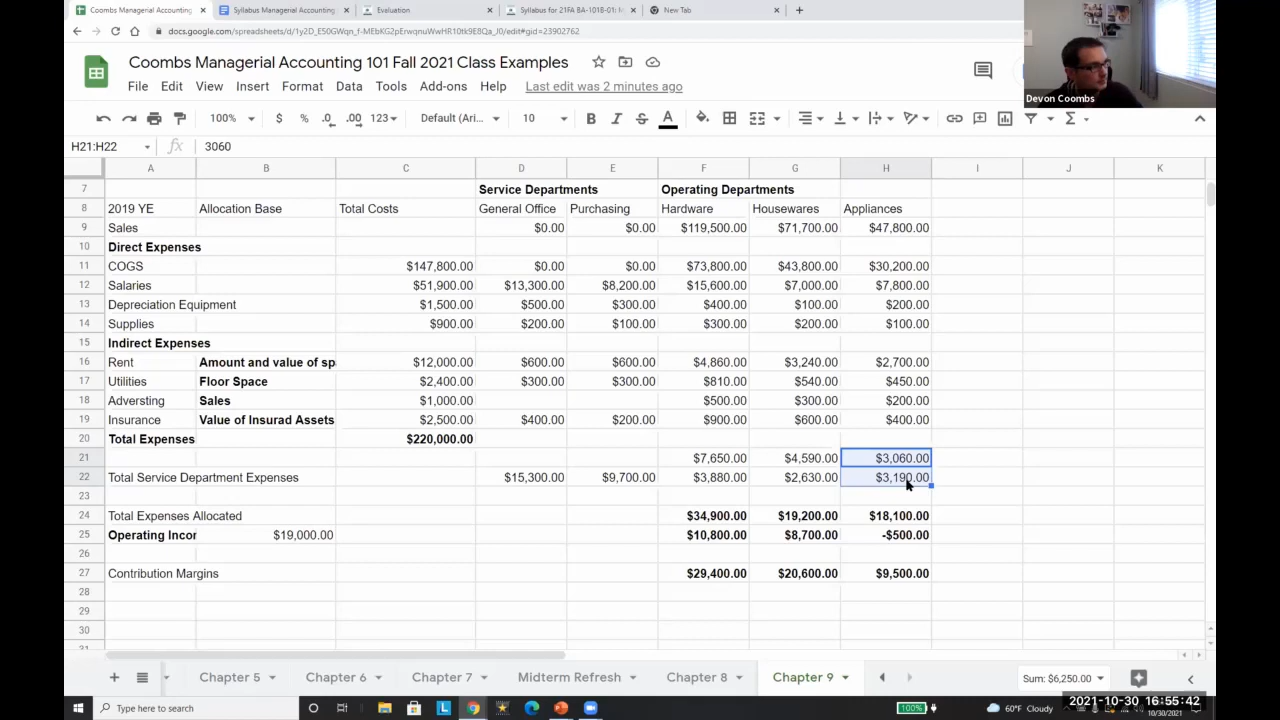 Coombs Managerial Accounting
Syllabus Managerial Accounting
Evaluation
Syllabus for 21FA BA-101B-01:
New Tab
Coombs Managerial Accounting 101 Fall 2021 Class Examples
File Edit View Insert Format Data Tools Add-ons Help Last edit was 2 minutes ago
Devon Coombs
100% $ % .0 .00 123 Default (Ari... 10 B I S A
H21:H22 fx 3060
A B C D E F G H I J K
7 Service Departments Operating Departments
8 2019 YE Allocation Base Total Costs General Office Purchasing Hardware Housewares Appliances
9 Sales $0.00 $0.00 $119,500.00 $71,700.00 $47,800.00
10 Direct Expenses
11 COGS $147,800.00 $0.00 $0.00 $73,800.00 $43,800.00 $30,200.00
12 Salaries $51,900.00 $13,300.00 $8,200.00 $15,600.00 $7,000.00 $7,800.00
13 Depreciation Equipment $1,500.00 $500.00 $300.00 $400.00 $100.00 $200.00
14 Supplies $900.00 $200.00 $100.00 $300.00 $200.00 $100.00
15 Indirect Expenses
16 Rent Amount and value of sp $12,000.00 $600.00 $600.00 $4,860.00 $3,240.00 $2,700.00
17 Utilities Floor Space $2,400.00 $300.00 $300.00 $810.00 $540.00 $450.00
18 Adversting Sales $1,000.00 $500.00 $300.00 $200.00
19 Insurance Value of Insurad Assets $2,500.00 $400.00 $200.00 $900.00 $600.00 $400.00
20 Total Expenses $220,000.00
21 $7,650.00 $4,590.00 $3,060.00
22 Total Service Department Expenses $15,300.00 $9,700.00 $3,880.00 $2,630.00 $3,190.00
23
24 Total Expenses Allocated $34,900.00 $19,200.00 $18,100.00
25 Operating Incor $19,000.00 $10,800.00 $8,700.00 -$500.00
26
27 Contribution Margins $29,400.00 $20,600.00 $9,500.00
28
29
30
Chapter 5 Chapter 6 Chapter 7 Midterm Refresh Chapter 8 Chapter 9 Sum: $6,250.00
Type here to search 100% 60°F Cloudy
2021-10-30 16:55:42
10/30/2021